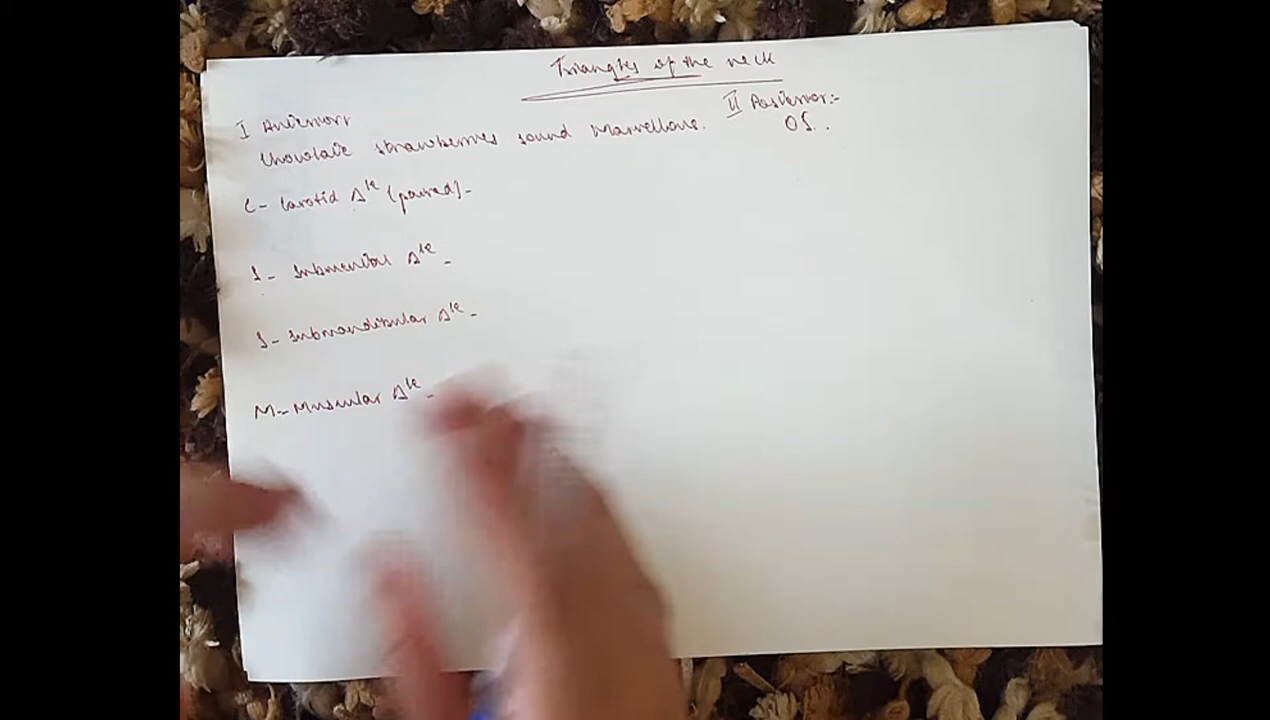 Triangles of the neck
I Anterior
II Posterior:-
Chocolate strawberries sound Marvellous.
OS..
C- Carotid Δle (paired)-
S- Submental Δle -
S- Submandibular Δle -
M- Muscular Δle -